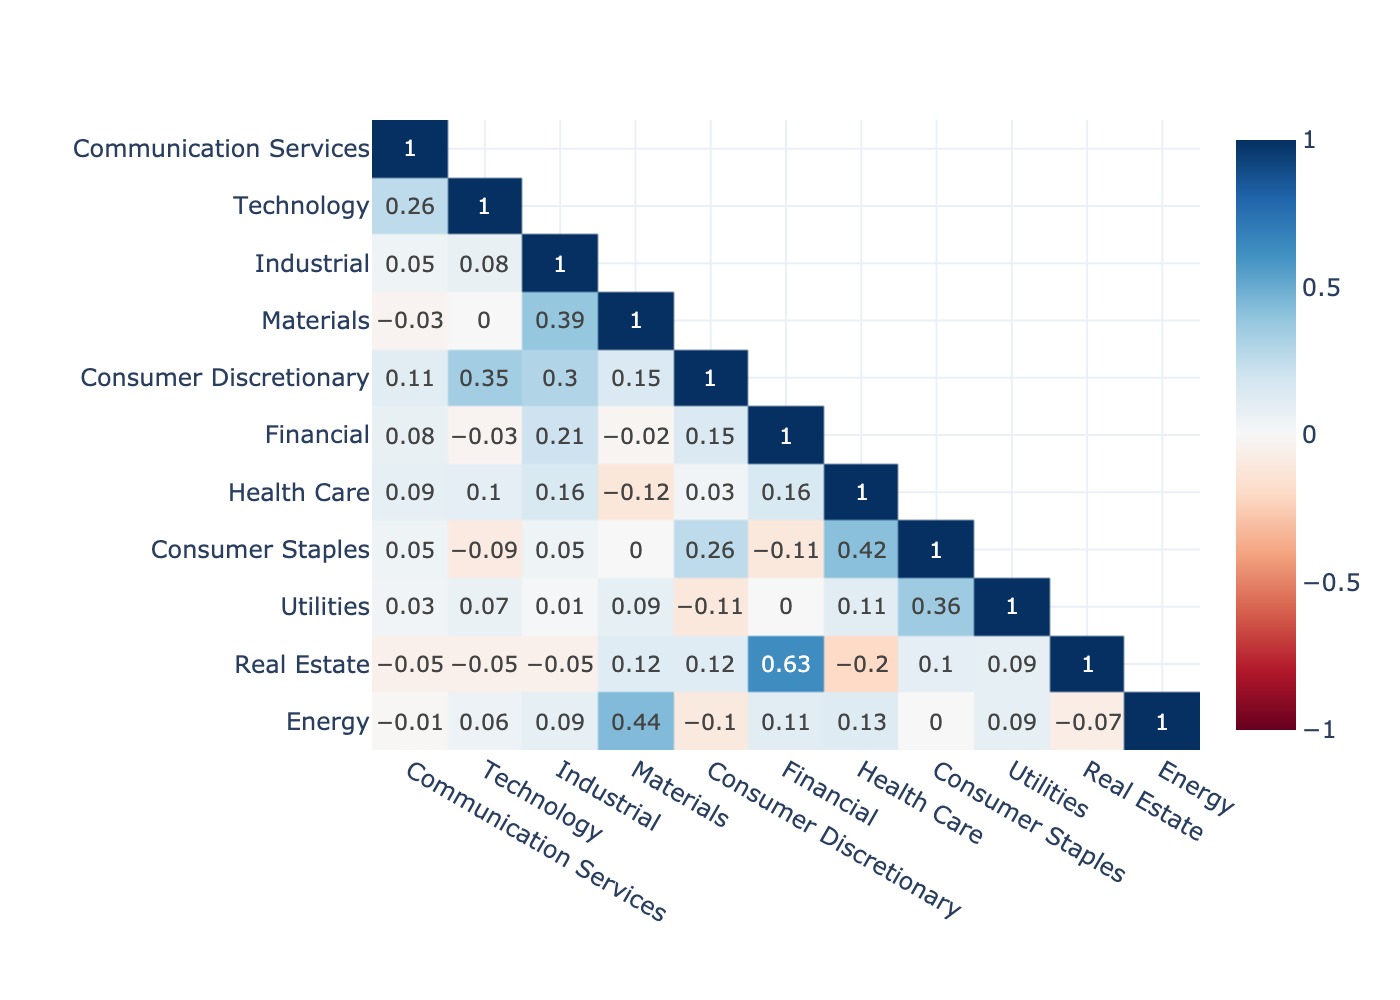 Communication Services 1 1
Technology 0.26 1
Industrial 0.05 0.08 1
0.5
Materials −0.03 0 0.39 1
Consumer Discretionary 0.11 0.35 0.3 0.15 1
Financial 0.08 −0.03 0.21 −0.02 0.15 1 0
Health Care 0.09 0.1 0.16 −0.12 0.03 0.16 1
Consumer Staples 0.05 −0.09 0.05 0 0.26 −0.11 0.42 1
−0.5
Utilities 0.03 0.07 0.01 0.09 −0.11 0 0.11 0.36 1
Real Estate −0.05 −0.05 −0.05 0.12 0.12 0.63 −0.2 0.1 0.09 1
Energy −0.01 0.06 0.09 0.44 −0.1 0.11 0.13 0 0.09 −0.07 1 −1
Communication Services
Technology
Industrial
Materials
Consumer Discretionary
Financial
Health Care
Consumer Staples
Utilities
Real Estate
Energy